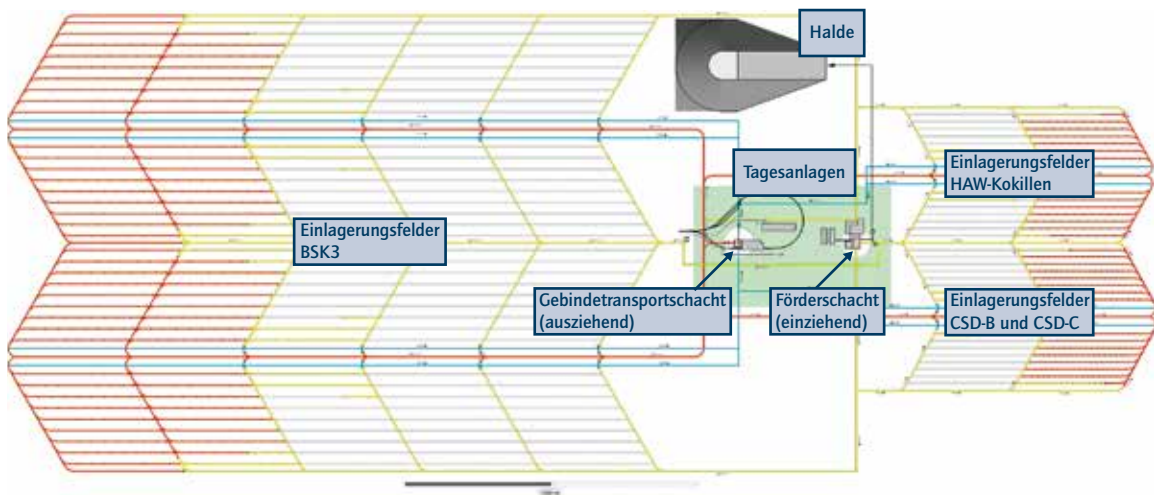 Halde
Tagesanlagen
Einlagerungsfelder
HAW-Kokillen
Einlagerungsfelder
BSK3
Gebindetransportschacht
(ausziehend)
Förderschacht
(einziehend)
Einlagerungsfelder
CSD-B und CSD-C